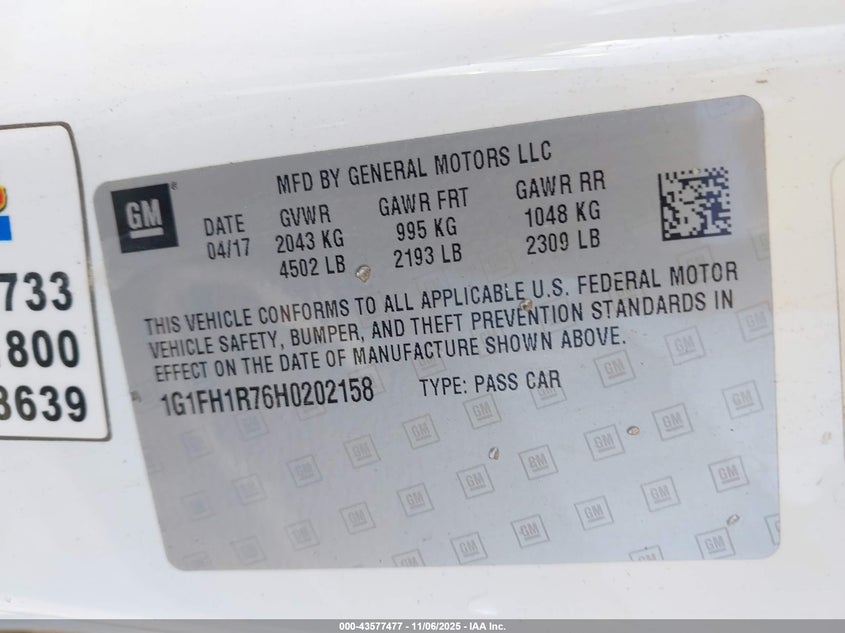 MFD BY GENERAL MOTORS LLC
GM
DATE GVWR GAWR FRT GAWR RR
04/17 2043 KG 995 KG 1048 KG
4502 LB 2193 LB 2309 LB
THIS VEHICLE CONFORMS TO ALL APPLICABLE U.S. FEDERAL MOTOR
VEHICLE SAFETY, BUMPER, AND THEFT PREVENTION STANDARDS IN
EFFECT ON THE DATE OF MANUFACTURE SHOWN ABOVE.
1G1FH1R76H0202158 TYPE: PASS CAR
733
800
8639
000-43577477 - 11/06/2025 - IAA Inc.